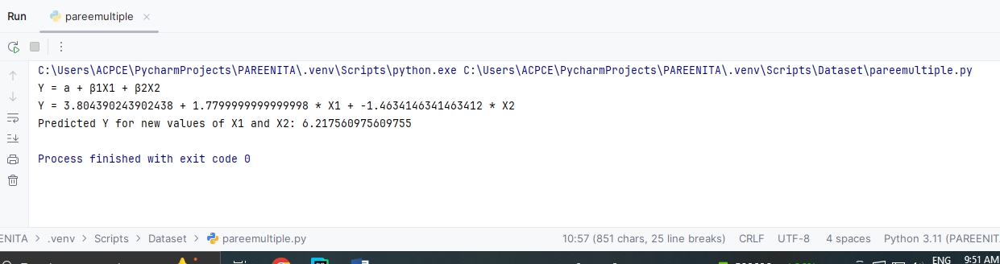 Run pareemultiple
C:\Users\ACPCE\PycharmProjects\PAREENITA\.venv\Scripts\python.exe C:\Users\ACPCE\PycharmProjects\PAREENITA\.venv\Scripts\Dataset\pareemultiple.py
Y = a + β1X1 + β2X2
Y = 3.804390243902438 + 1.7799999999999998 * X1 + -1.4634146341463412 * X2
Predicted Y for new values of X1 and X2: 6.217560975609755
Process finished with exit code 0
ENITA > .venv > Scripts > Dataset > pareemultiple.py 10:57 (851 chars, 25 line breaks) CRLF UTF-8 4 spaces Python 3.11 (PAREENIT
ENG 9:51 AM